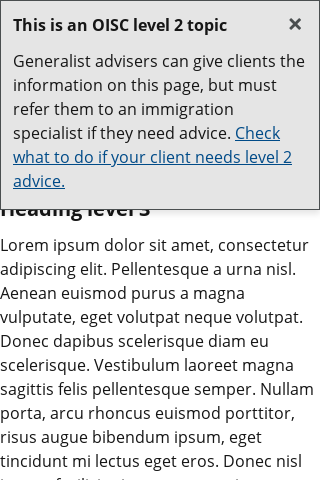 This is an OISC level 2 topic
Generalist advisers can give clients the
information on this page, but must
refer them to an immigration
specialist if they need advice. Check
what to do if your client needs level 2
advice.
Heading level 3
Lorem ipsum dolor sit amet, consectetur
adipiscing elit. Pellentesque a urna nisl.
Aenean euismod purus a magna
vulputate, eget volutpat neque volutpat.
Donec dapibus scelerisque diam eu
scelerisque. Vestibulum laoreet magna
sagittis felis pellentesque semper. Nullam
porta, arcu rhoncus euismod porttitor,
risus augue bibendum ipsum, eget
tincidunt mi lectus eget eros. Donec nisl